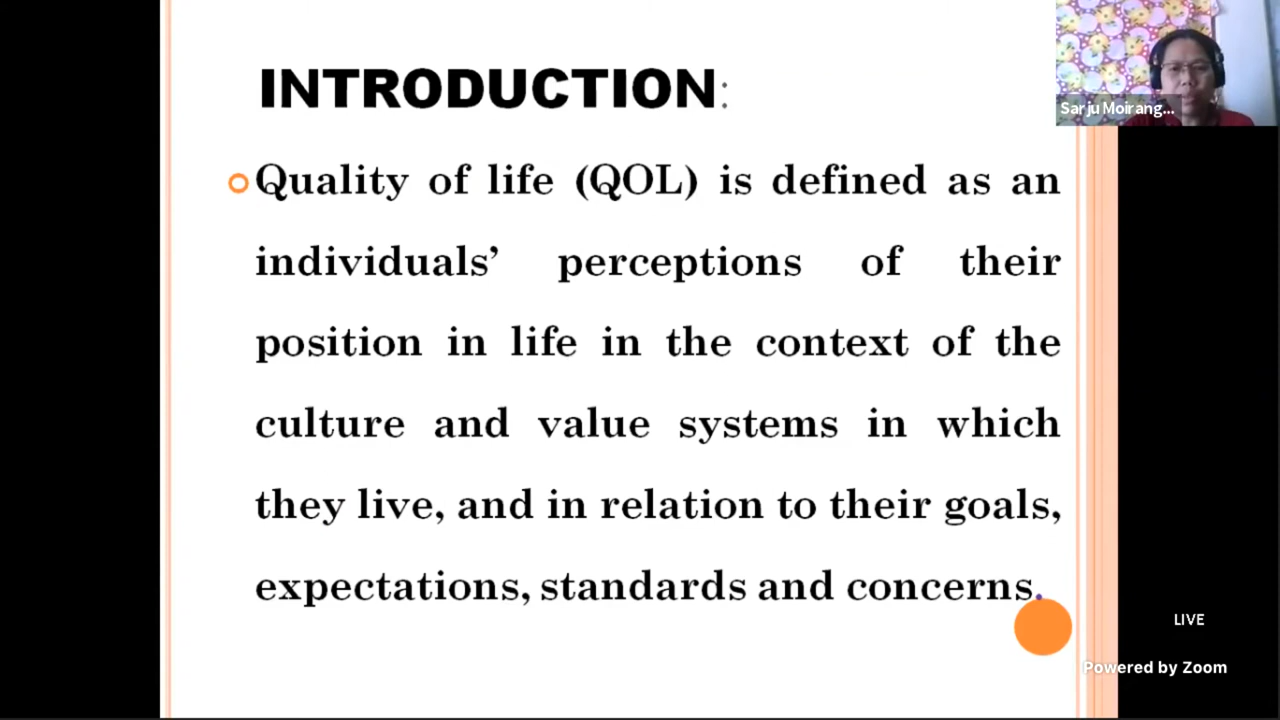 INTRODUCTION:
Sarju Moirang...
Quality of life (QOL) is defined as an
individuals’ perceptions of their
position in life in the context of the
culture and value systems in which
they live, and in relation to their goals,
expectations, standards and concerns.
LIVE
Powered by Zoom